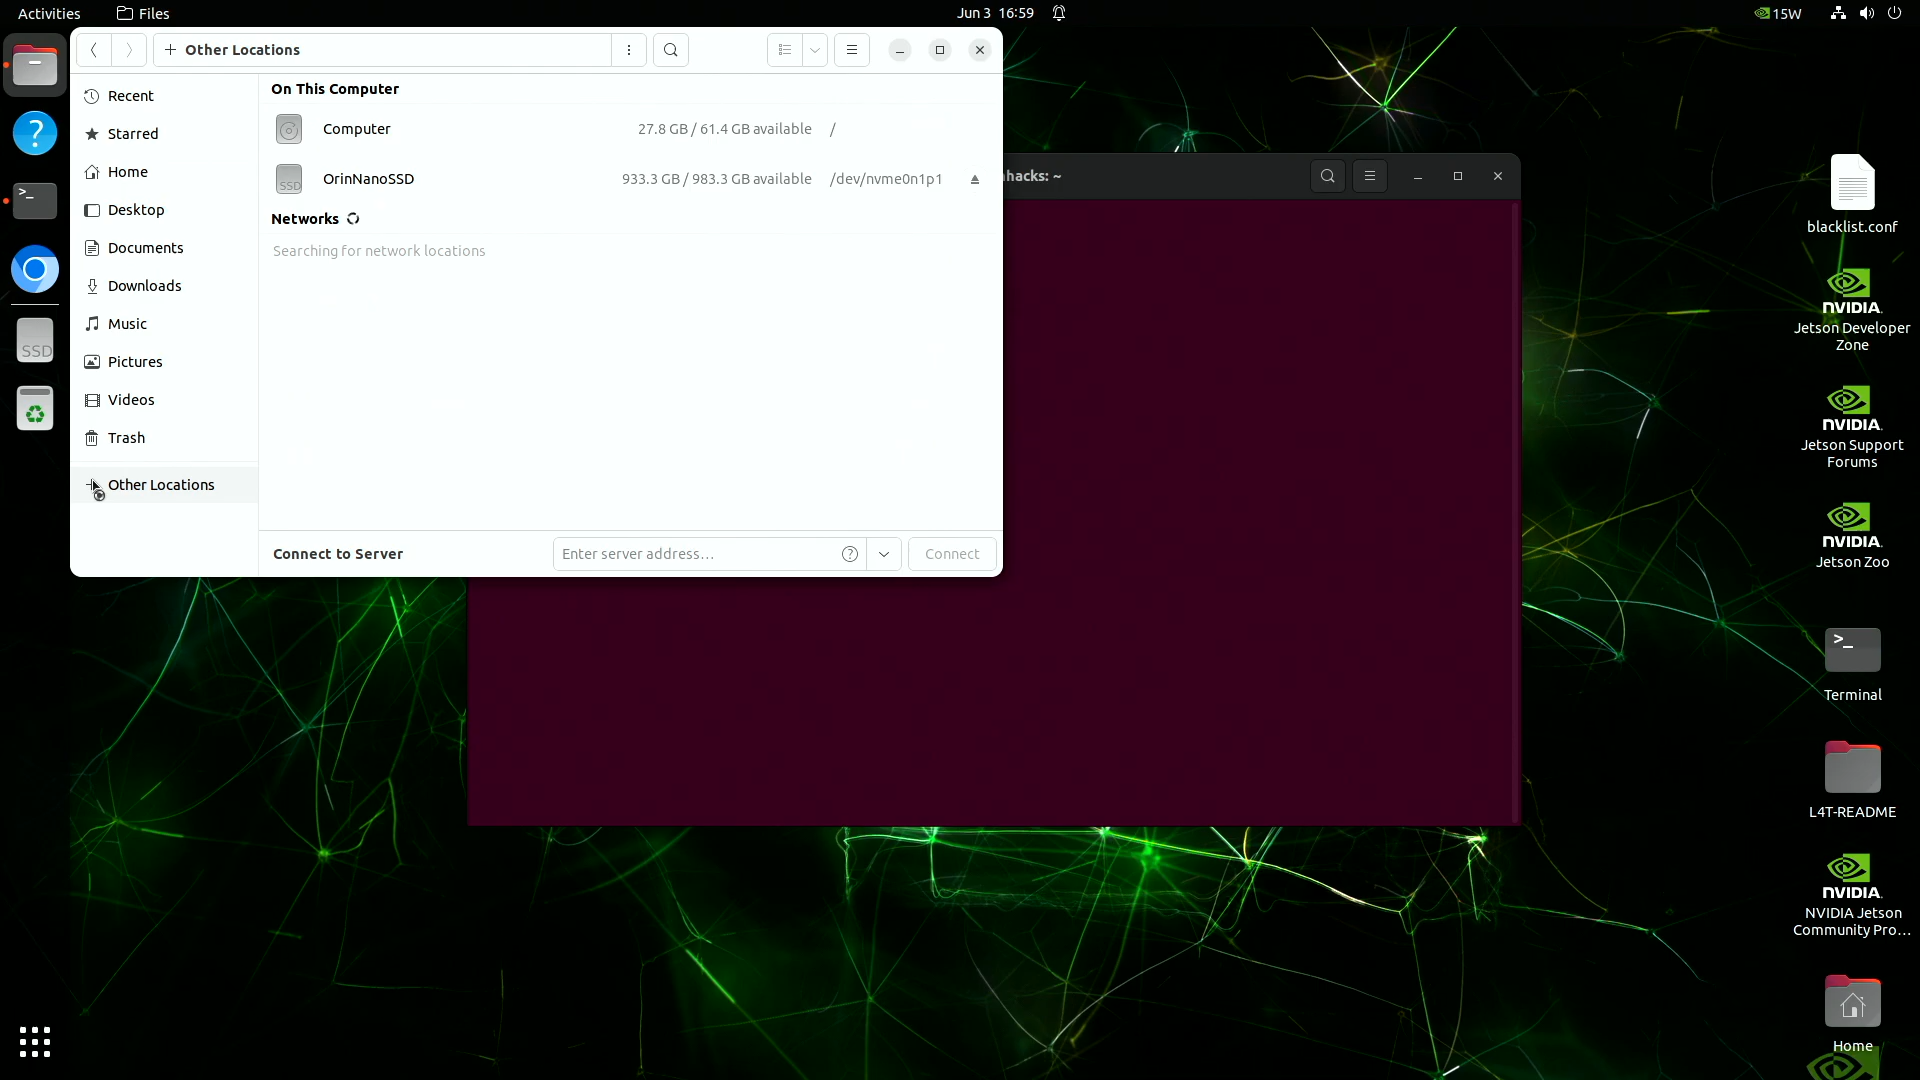 Activities
Files
Jun 3 16:59
15W
+ Other Locations
Recent
Starred
Home
Desktop
Documents
Downloads
Music
Pictures
Videos
Trash
+ Other Locations
On This Computer
Computer
27.8 GB / 61.4 GB available
/
SSD
OrinNanoSSD
933.3 GB / 983.3 GB available
/dev/nvme0n1p1
Networks
Searching for network locations
Connect to Server
Enter server address...
?
Connect
hacks: ~
?
>_
SSD
blacklist.conf
NVIDIA.
Jetson Developer
Zone
NVIDIA.
Jetson Support
Forums
NVIDIA.
Jetson Zoo
>_
Terminal
L4T-README
NVIDIA.
NVIDIA Jetson
Community Pro...
Home